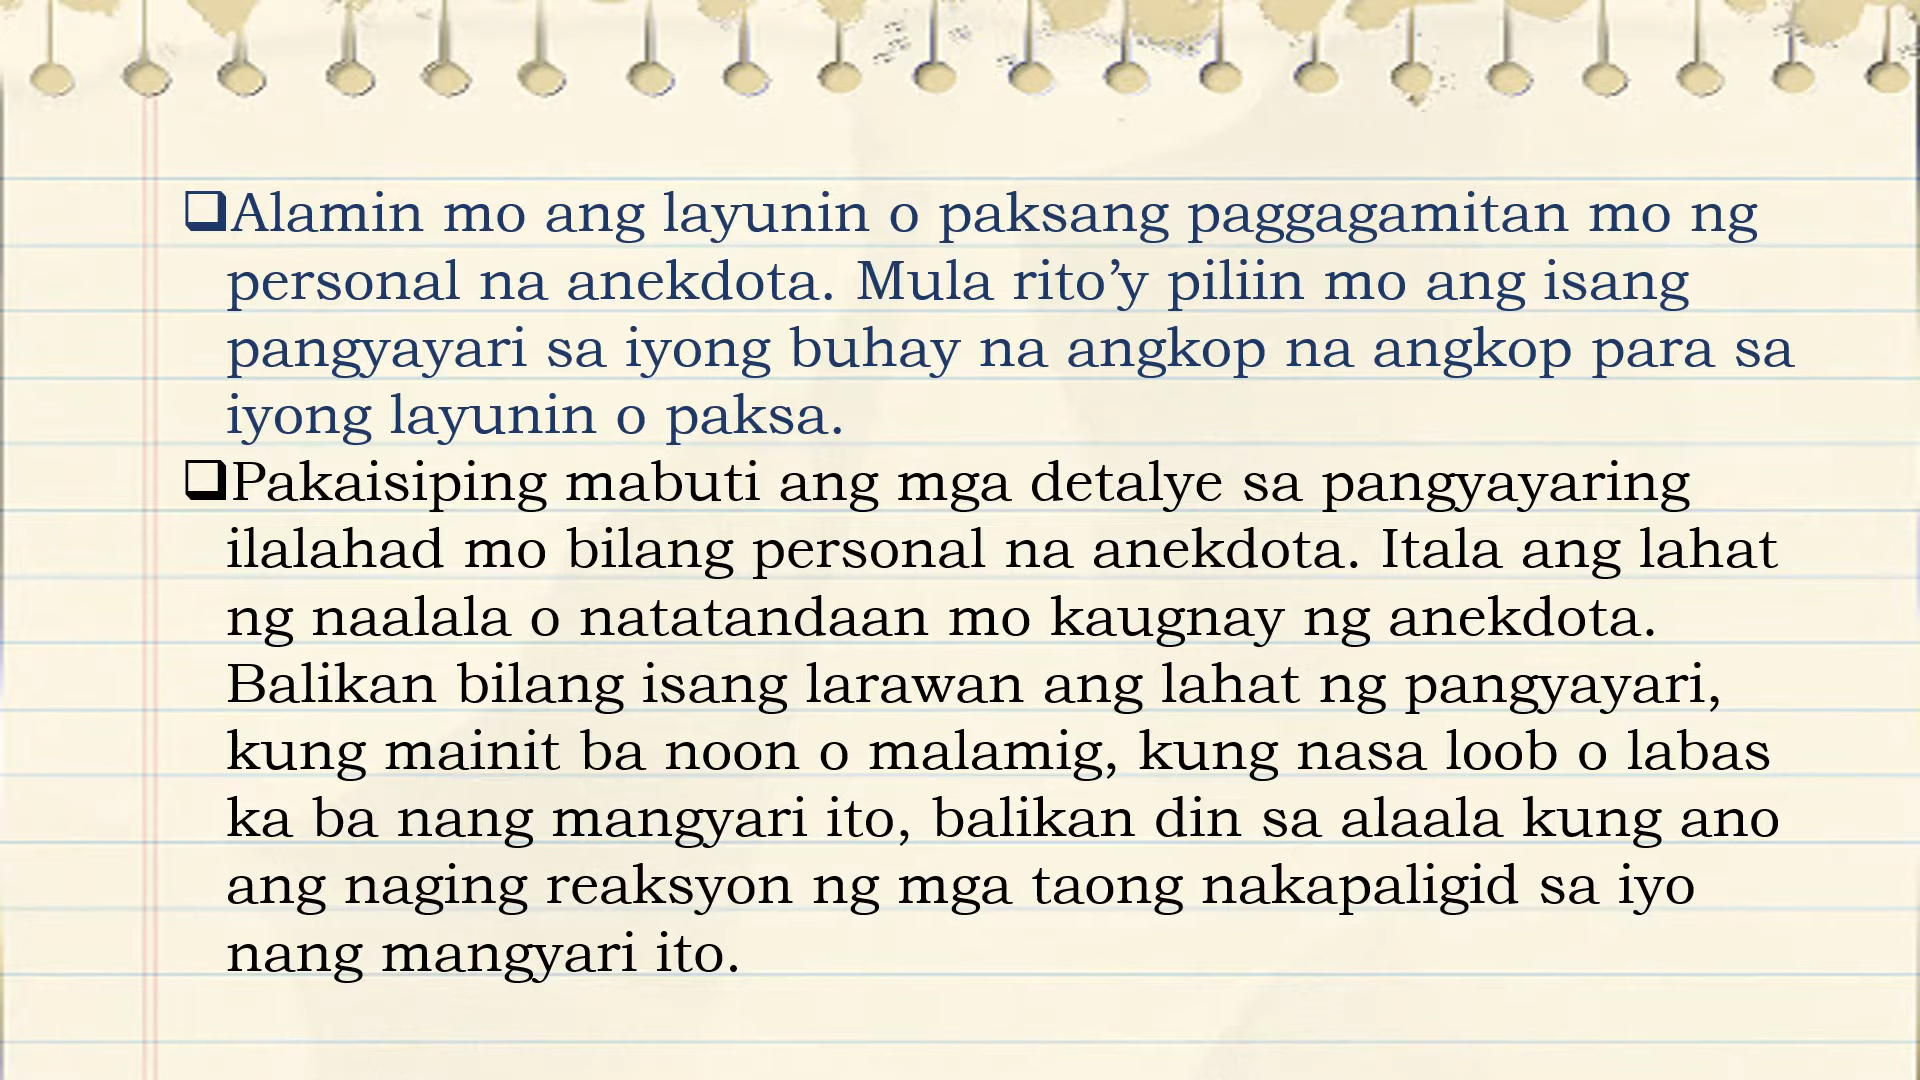 ❑Alamin mo ang layunin o paksang paggagamitan mo ng
personal na anekdota. Mula rito’y piliin mo ang isang
pangyayari sa iyong buhay na angkop na angkop para sa
iyong layunin o paksa.
❑Pakaisiping mabuti ang mga detalye sa pangyayaring
ilalahad mo bilang personal na anekdota. Itala ang lahat
ng naalala o natatandaan mo kaugnay ng anekdota.
Balikan bilang isang larawan ang lahat ng pangyayari,
kung mainit ba noon o malamig, kung nasa loob o labas
ka ba nang mangyari ito, balikan din sa alaala kung ano
ang naging reaksyon ng mga taong nakapaligid sa iyo
nang mangyari ito.